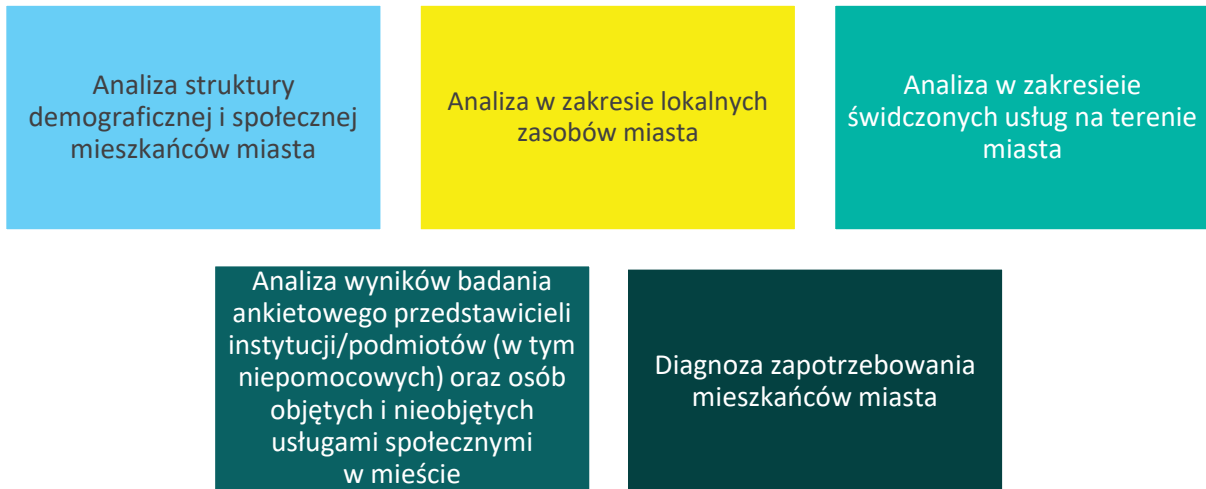 Analiza struktury
demograficznej i społecznej
mieszkańców miasta
Analiza w zakresie lokalnych
zasobów miasta
Analiza w zakresieie
świdczonych usług na terenie
miasta
Analiza wyników badania
ankietowego przedstawicieli
instytucji/podmiotów (w tym
niepomocowych) oraz osób
objętych i nieobjętych
usługami społecznymi
w mieście
Diagnoza zapotrzebowania
mieszkańców miasta